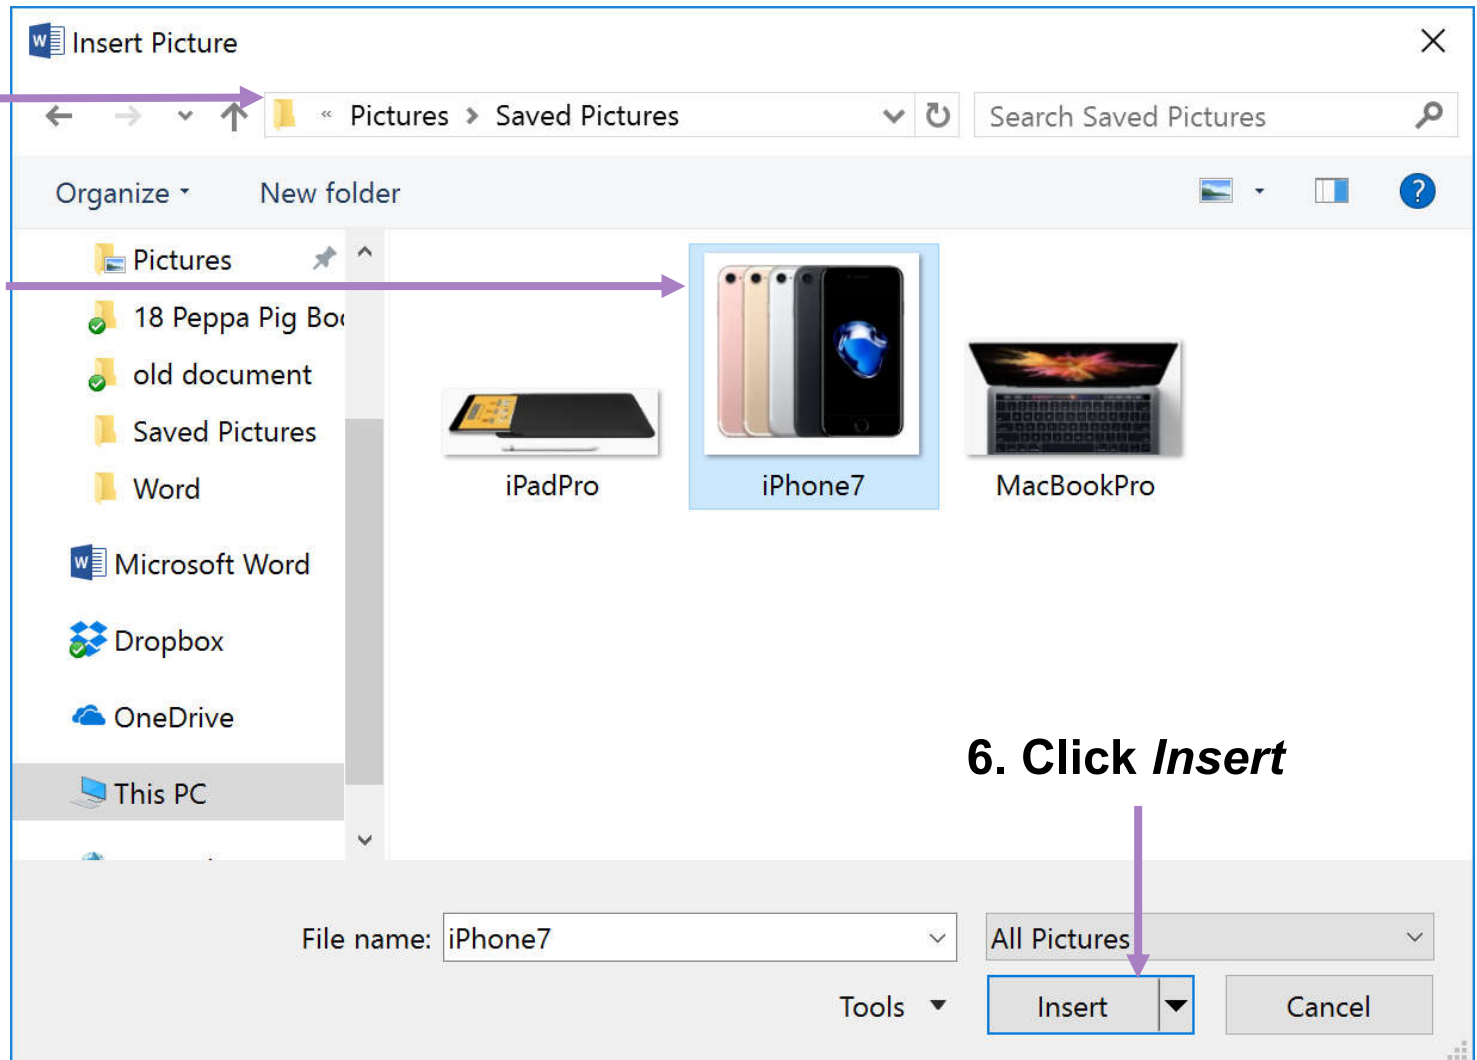 Insert Picture
« Pictures > Saved Pictures
Search Saved Pictures
Organize
New folder
?
Pictures
18 Peppa Pig Boo
old document
Saved Pictures
Word
Microsoft Word
Dropbox
OneDrive
This PC
iPadPro
iPhone7
MacBookPro
6. Click Insert
File name: iPhone7
All Pictures
Tools
Insert
Cancel